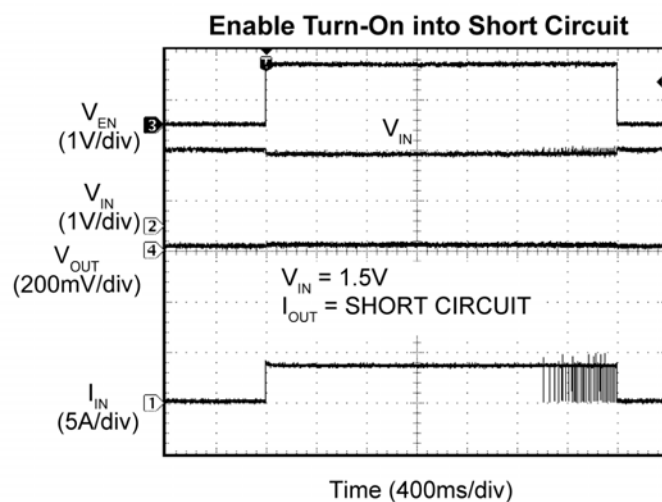 Enable Turn-On into Short Circuit
T
V_EN
(1V/div)
3
V_IN
V_IN
(1V/div)
2
V_OUT
(200mV/div)
4
V_IN = 1.5V
I_OUT = SHORT CIRCUIT
I_IN
(5A/div)
1
Time (400ms/div)